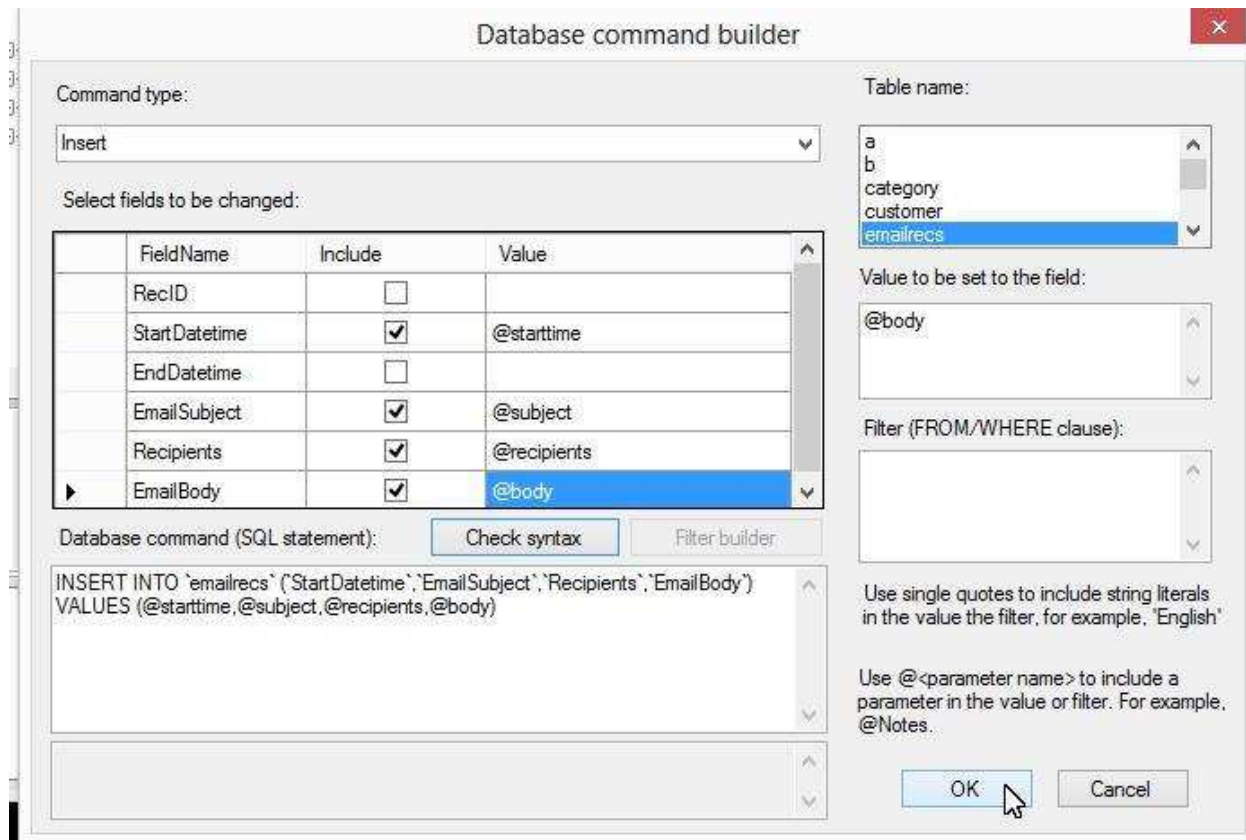 Database command builder
Command type:
Insert
Select fields to be changed:
FieldName Include Value
RecID
StartDatetime @starttime
EndDatetime
EmailSubject @subject
Recipients @recipients
EmailBody @body
Database command (SQL statement):
Check syntax
Filter builder
INSERT INTO `emailrecs` (`StartDatetime`,`EmailSubject`,`Recipients`,`EmailBody`)
VALUES (@starttime,@subject,@recipients,@body)
Table name:
a
b
category
customer
emailrecs
Value to be set to the field:
@body
Filter (FROM/WHERE clause):
Use single quotes to include string literals
in the value the filter, for example, 'English'
Use @<parameter name> to include a
parameter in the value or filter. For example,
@Notes.
OK
Cancel